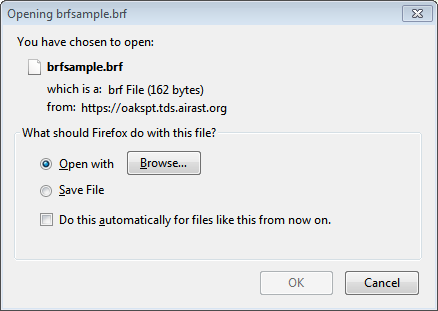 Opening brfsample.brf
You have chosen to open:
brfsample.brf
which is a: brf File (162 bytes)
from: https://oakspt.tds.airast.org
What should Firefox do with this file?
Open with Browse...
Save File
Do this automatically for files like this from now on.
OK Cancel